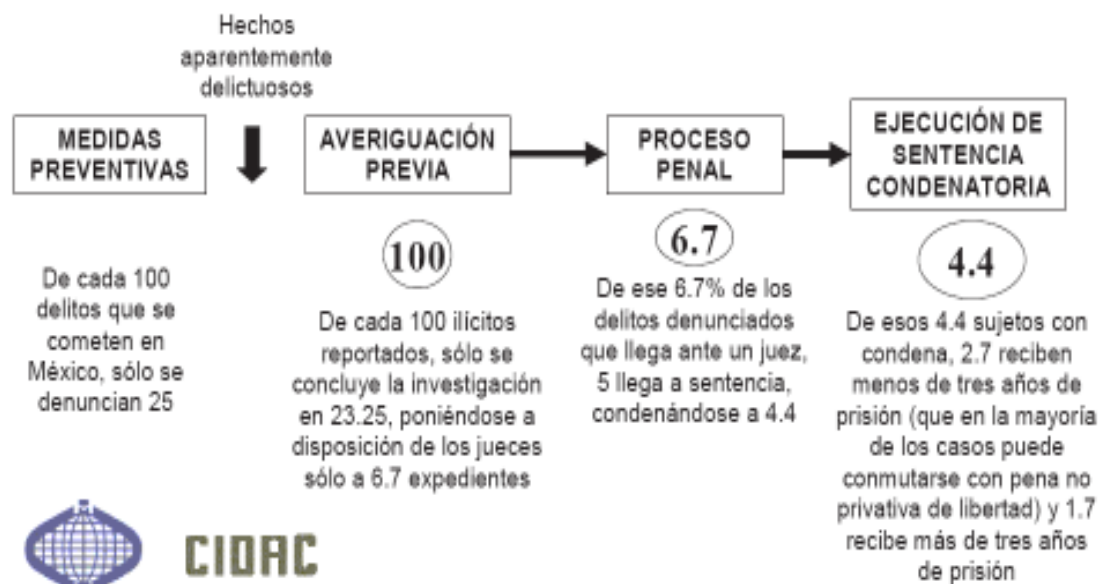 Hechos
aparentemente
delictuosos
MEDIDAS
PREVENTIVAS
AVERIGUACIÓN
PREVIA
PROCESO
PENAL
EJECUCIÓN DE
SENTENCIA
CONDENATORIA
De cada 100
delitos que se
cometen en
México, sólo se
denuncian 25
100
De cada 100 ilícitos
reportados, sólo se
concluye la investigación
en 23.25, poniéndose a
disposición de los jueces
sólo a 6.7 expedientes
6.7
De ese 6.7% de los
delitos denunciados
que llega ante un juez,
5 llega a sentencia,
condenándose a 4.4
4.4
De esos 4.4 sujetos con
condena, 2.7 reciben
menos de tres años de
prisión (que en la mayoría
de los casos puede
conmutarse con pena no
privativa de libertad) y 1.7
recibe más de tres años
de prisión
CIDAC